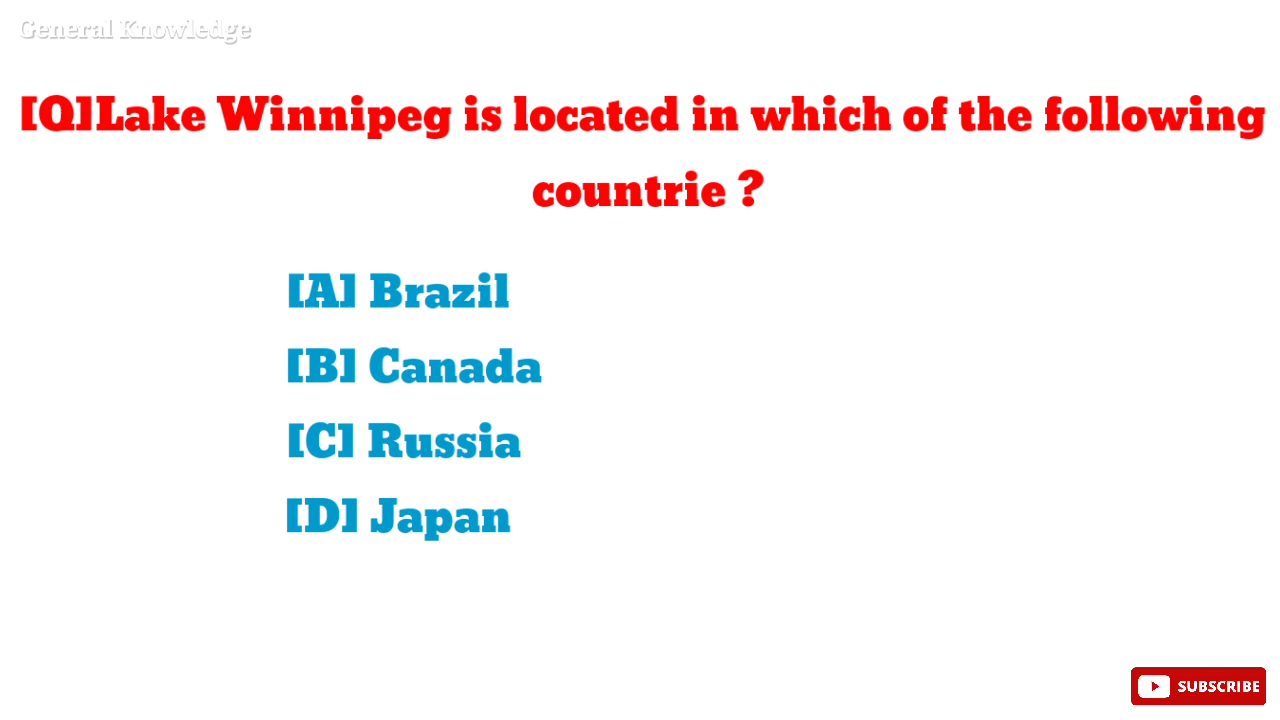 General Knowledge
[Q]Lake Winnipeg is located in which of the following
countrie ?
[A] Brazil
[B] Canada
[C] Russia
[D] Japan
SUBSCRIBE